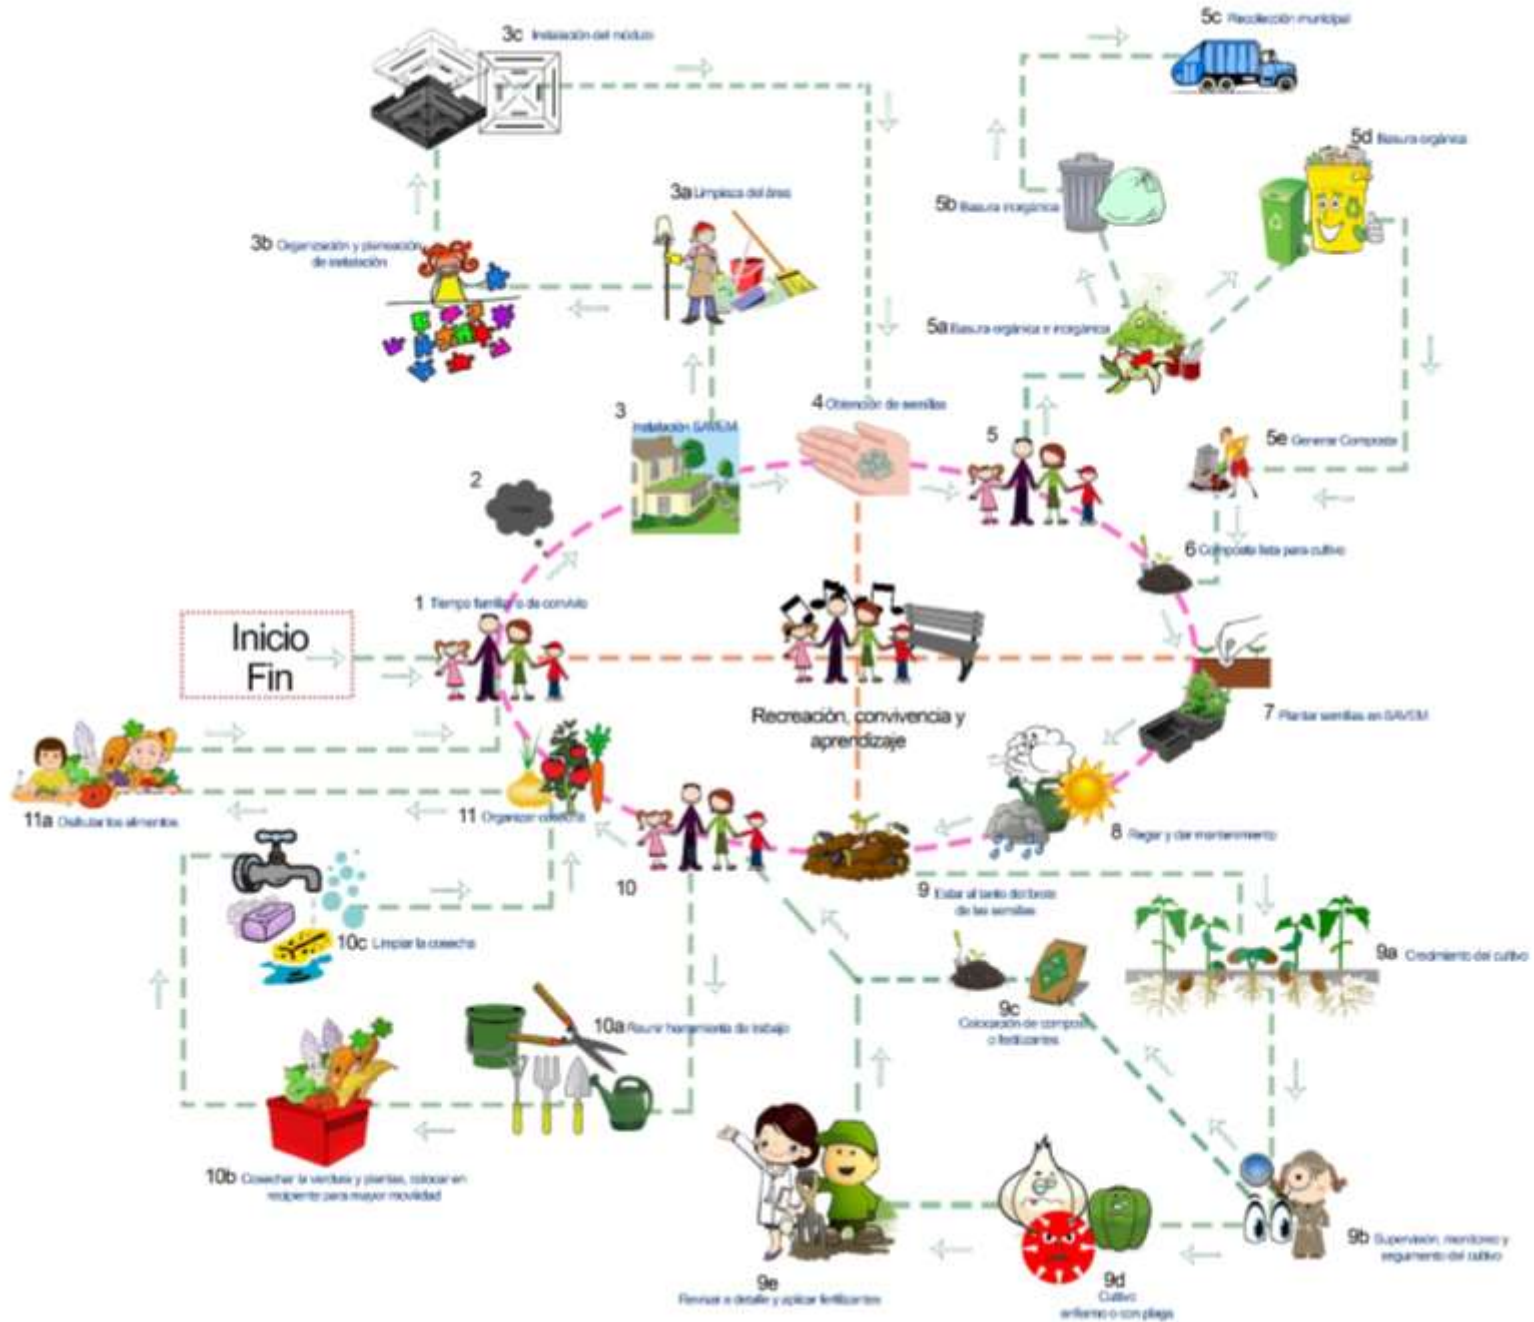 3c Instalación del módulo
5c Recolección municipal
5d Basura orgánica
3a Limpieza del área
5b Basura inorgánica
3b Organización y planeación
de instalación
5a Basura orgánica e inorgánica
4 Obtención de semillas
3
Instalación SAVEM
5
5e Generar Composta
2
6 Composta lista para cultivo
1 Tiempo familiar o de convivio
Inicio
Fin
Recreación, convivencia y
aprendizaje
7 Plantar semillas en SAVEM
11a Disfrutar los alimentos
11 Organizar cosecha
8 Regar y dar mantenimiento
10
9 Estar al tanto del brote
de las semillas
10c Limpiar la cosecha
9a Crecimiento del cultivo
9c
Colocación de composta
o fertilizantes
10a Reunir herramienta de trabajo
10b Cosechar la verdura y plantas, colocar en
recipiente para mayor movilidad
9b Supervisión, monitoreo y
seguimiento del cultivo
9d
Cultivo
enfermo o con plaga
9e
Revisar a detalle y aplicar fertilizantes